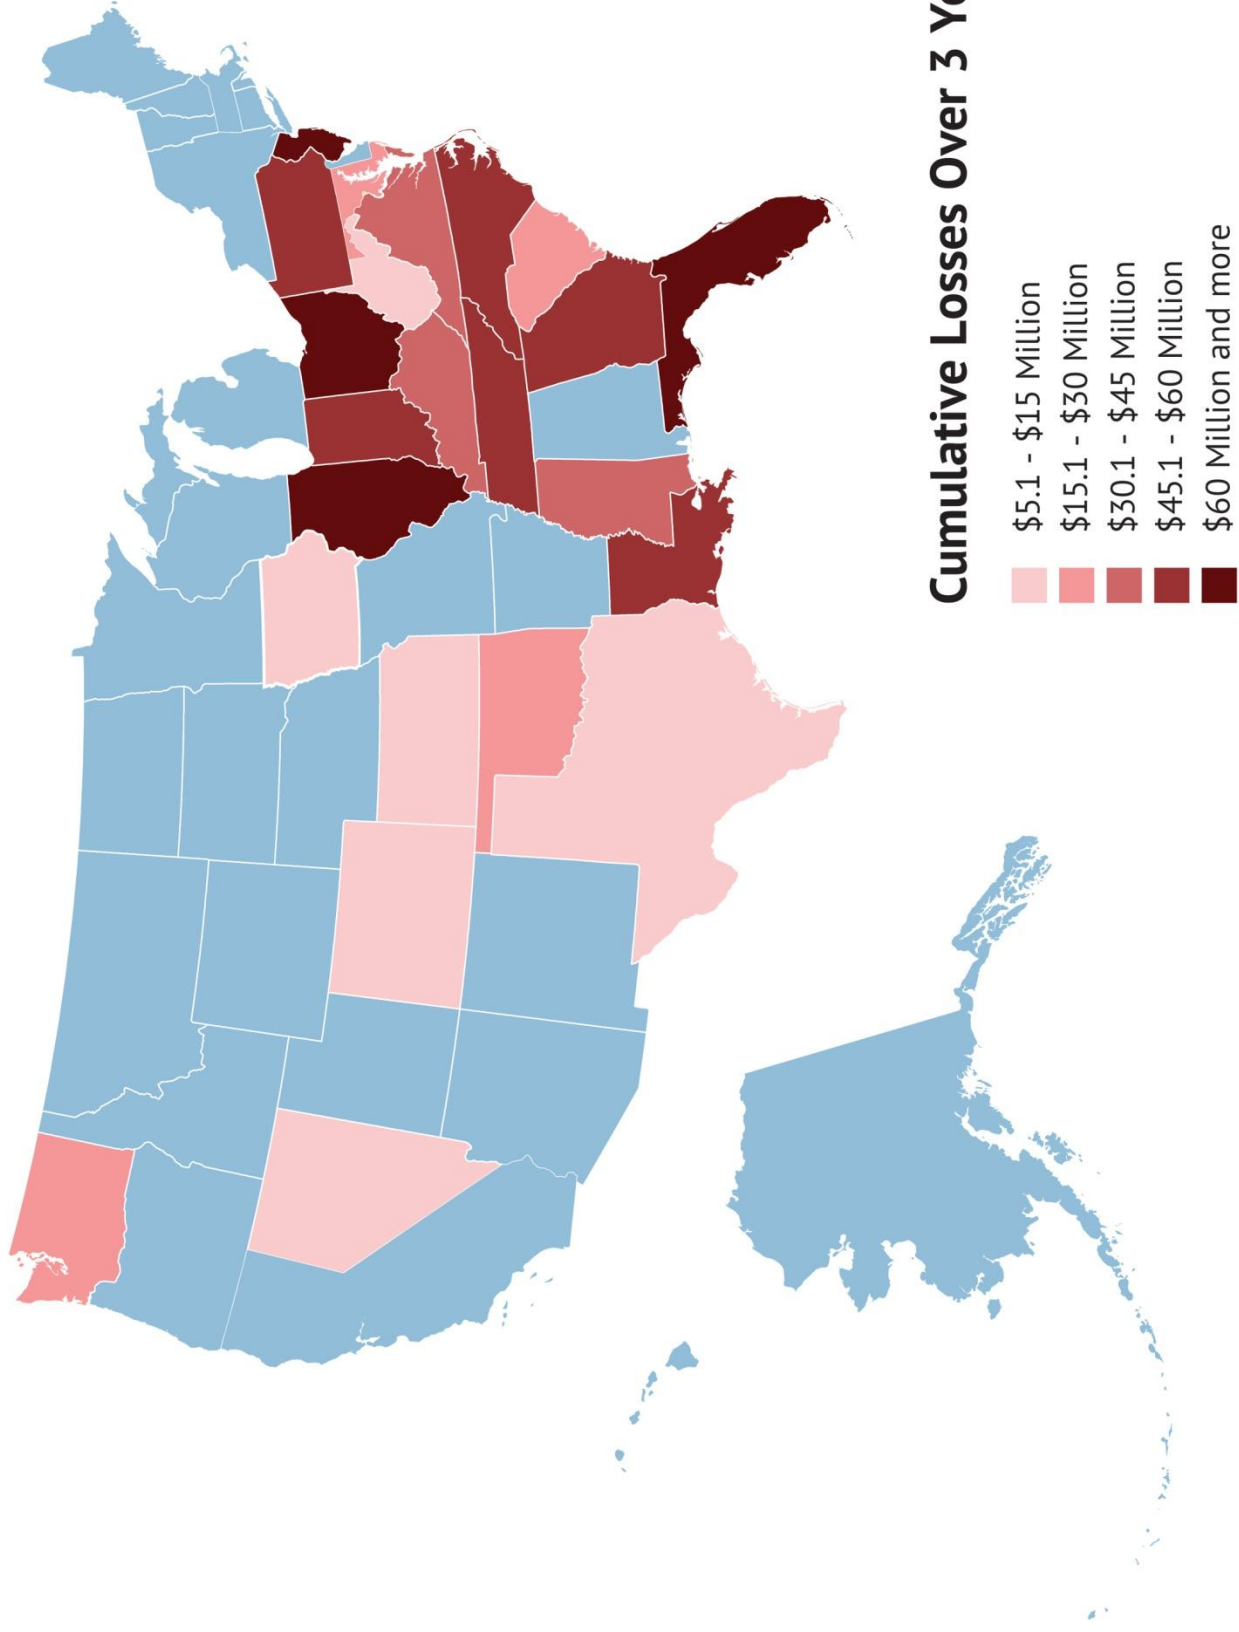 Cumulative Losses Over 3
$5.1 - $15 Million
$15.1 - $30 Million
$30.1 - $45 Million
$45.1 - $60 Million
$60 Million and more